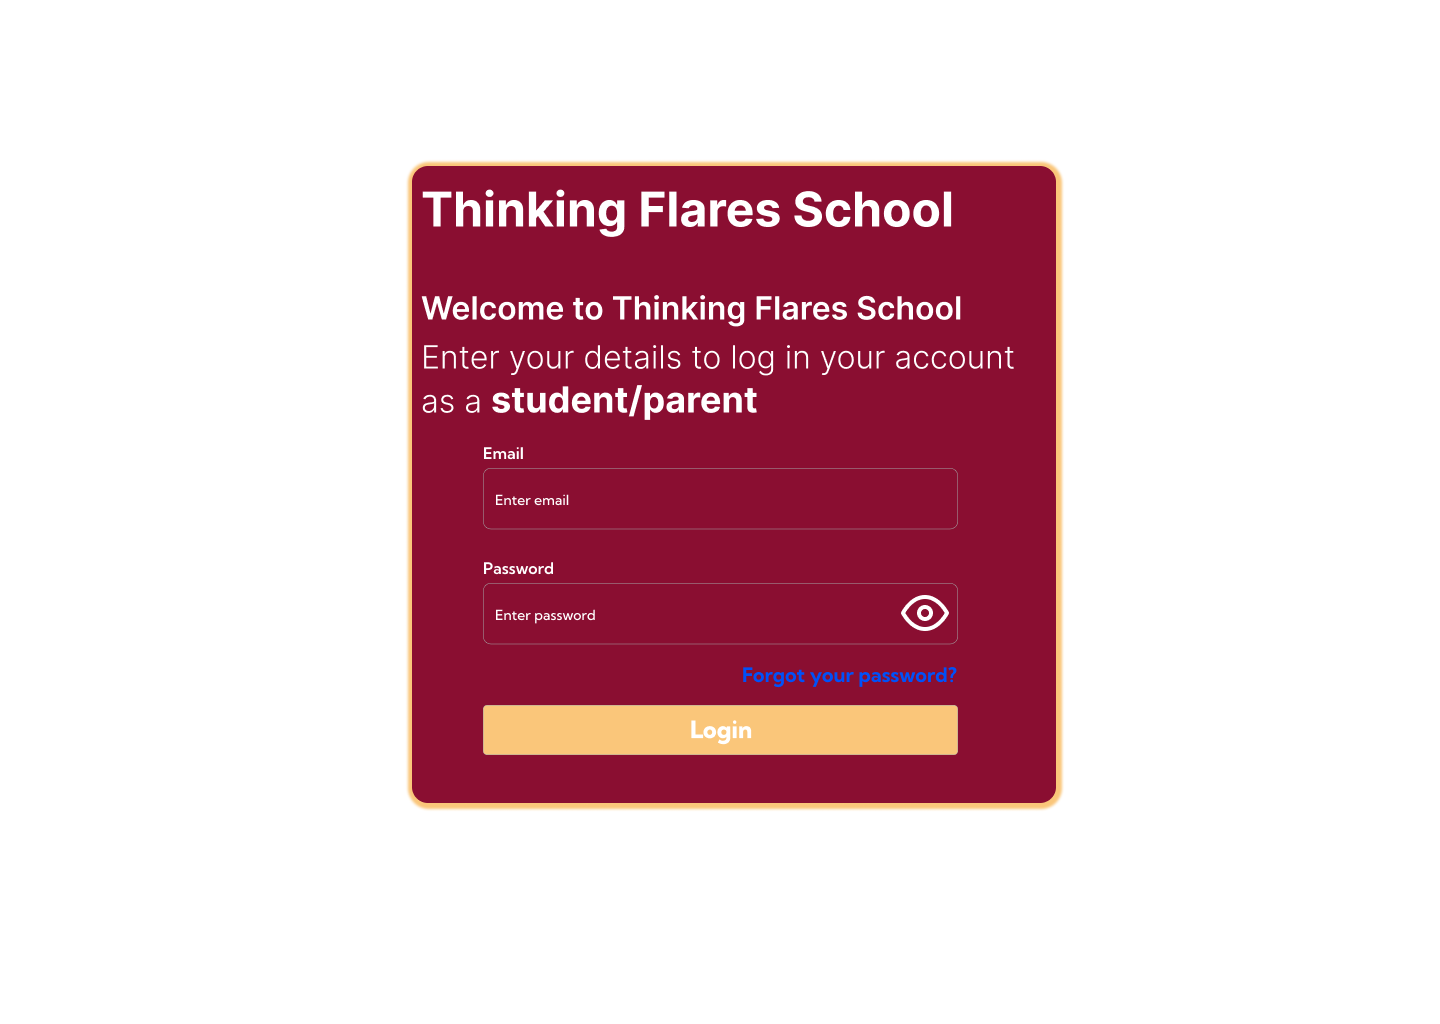 Thinking Flares School
Welcome to Thinking Flares School
Enter your details to log in your account
as a student/parent
Email
Enter email
Password
Enter password
Forgot your password?
Login